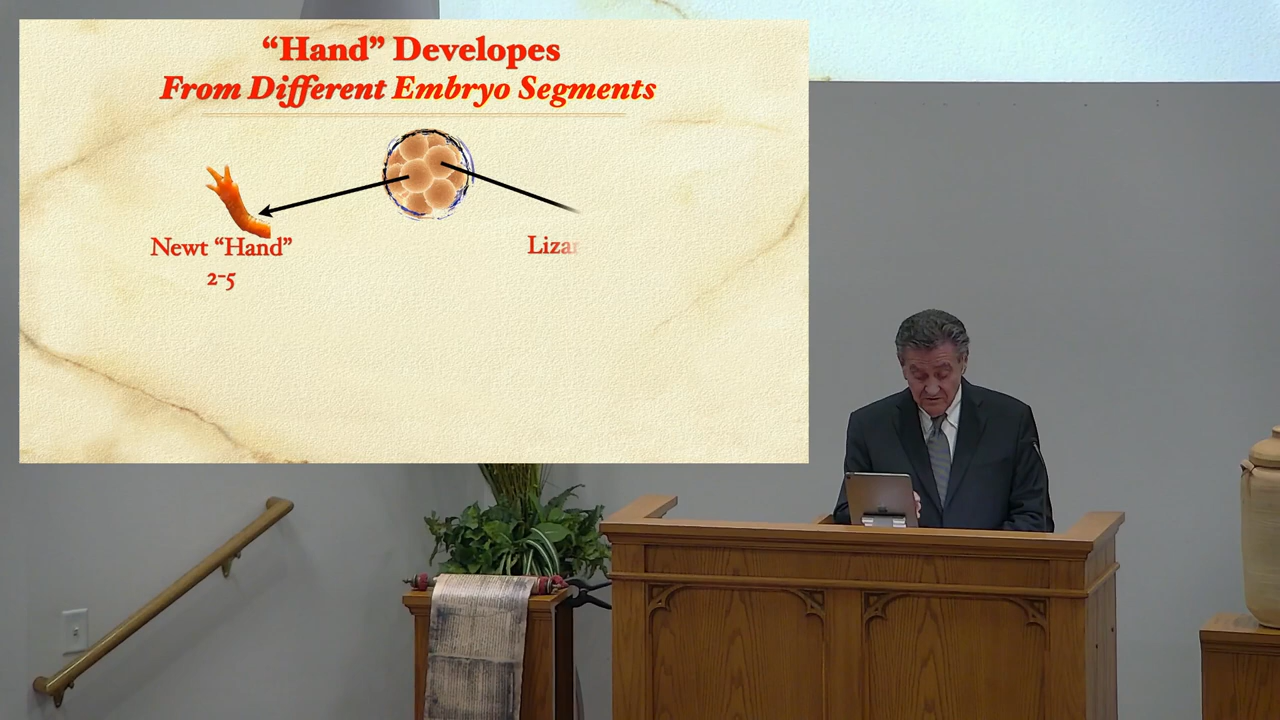 “Hand” Developes
From Different Embryo Segments
Newt “Hand”
2-5